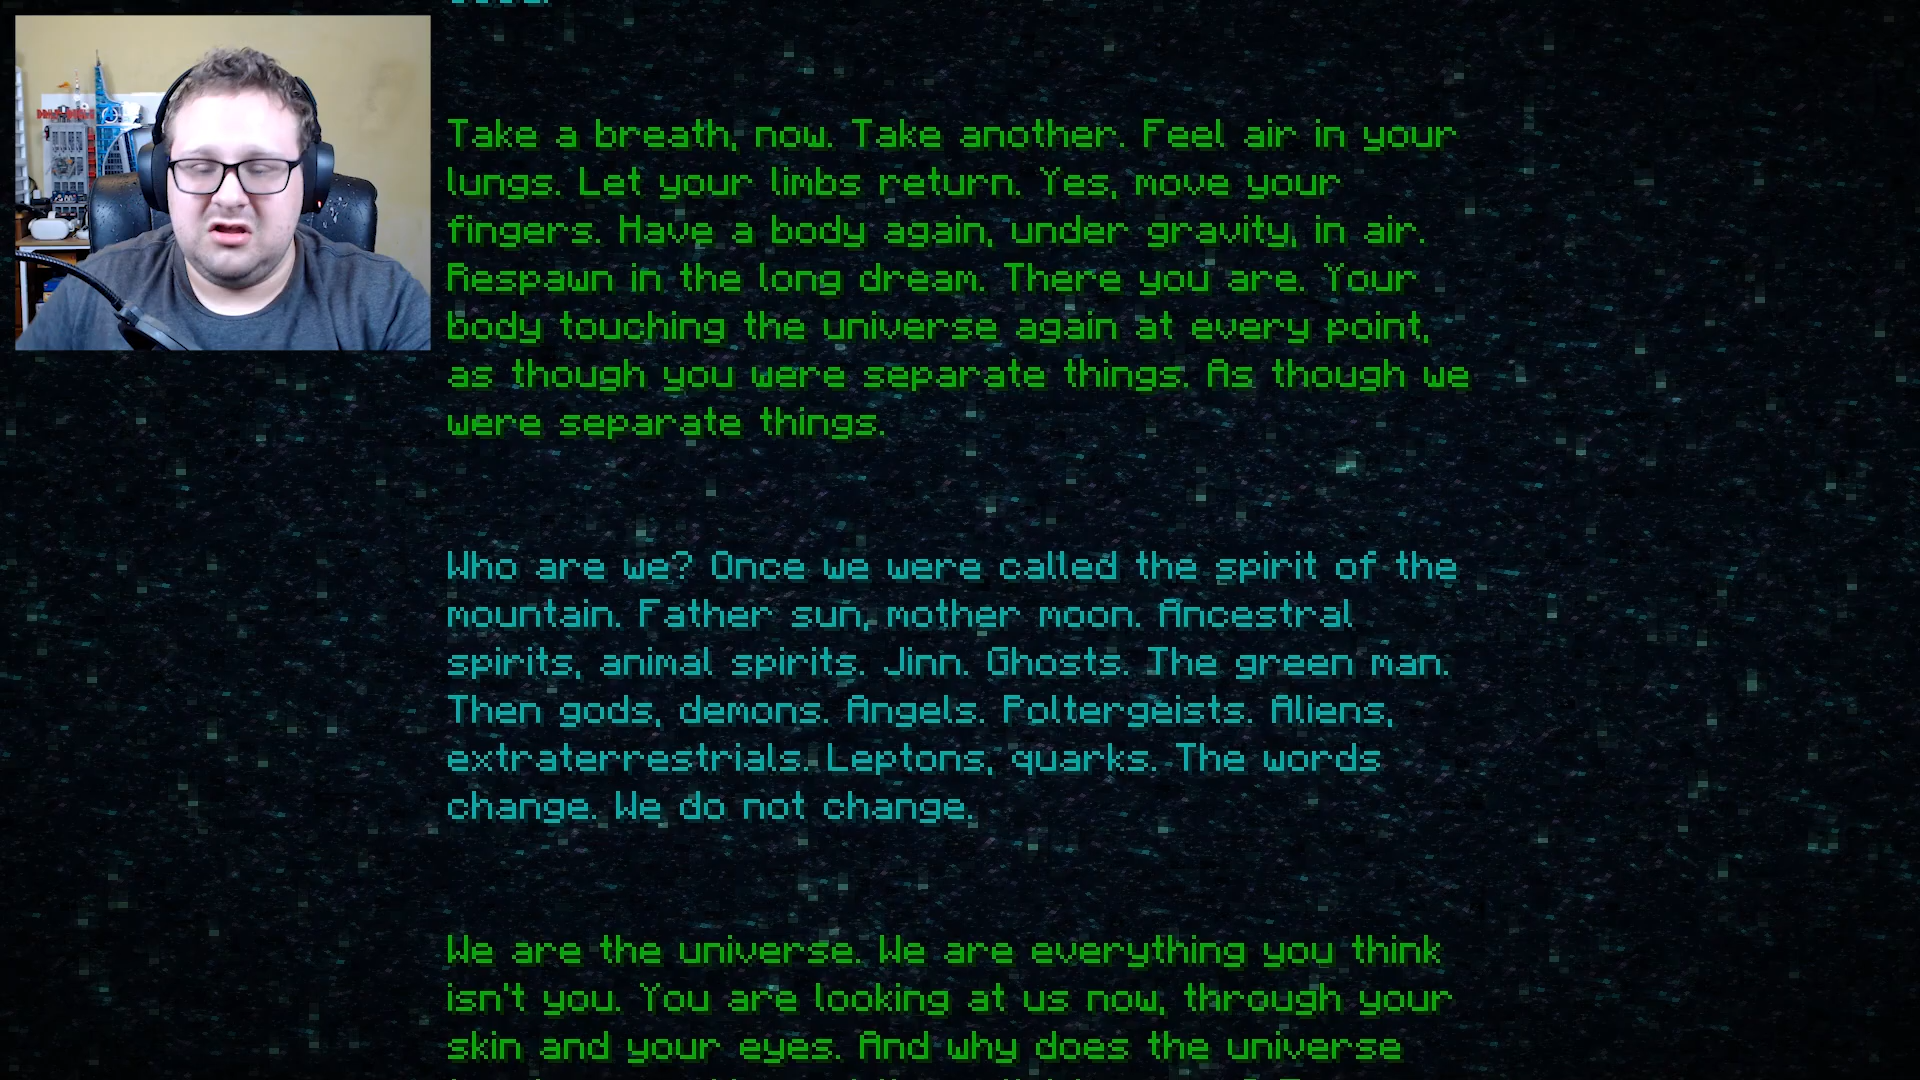 Take a breath, now. Take another. Feel air in your
lungs. Let your limbs return. Yes, move your
fingers. Have a body again, under gravity, in air.
Respawn in the long dream. There you are. Your
body touching the universe again at every point,
as though you were separate things. As though we
were separate things.
Who are we? Once we were called the spirit of the
mountain. Father sun, mother moon. Ancestral
spirits, animal spirits. Jinn. Ghosts. The green man.
Then gods, demons. Angels. Poltergeists. Aliens,
extraterrestrials. Leptons, quarks. The words
change. We do not change.
We are the universe. We are everything you think
isn't you. You are looking at us now, through your
skin and your eyes. And why does the universe